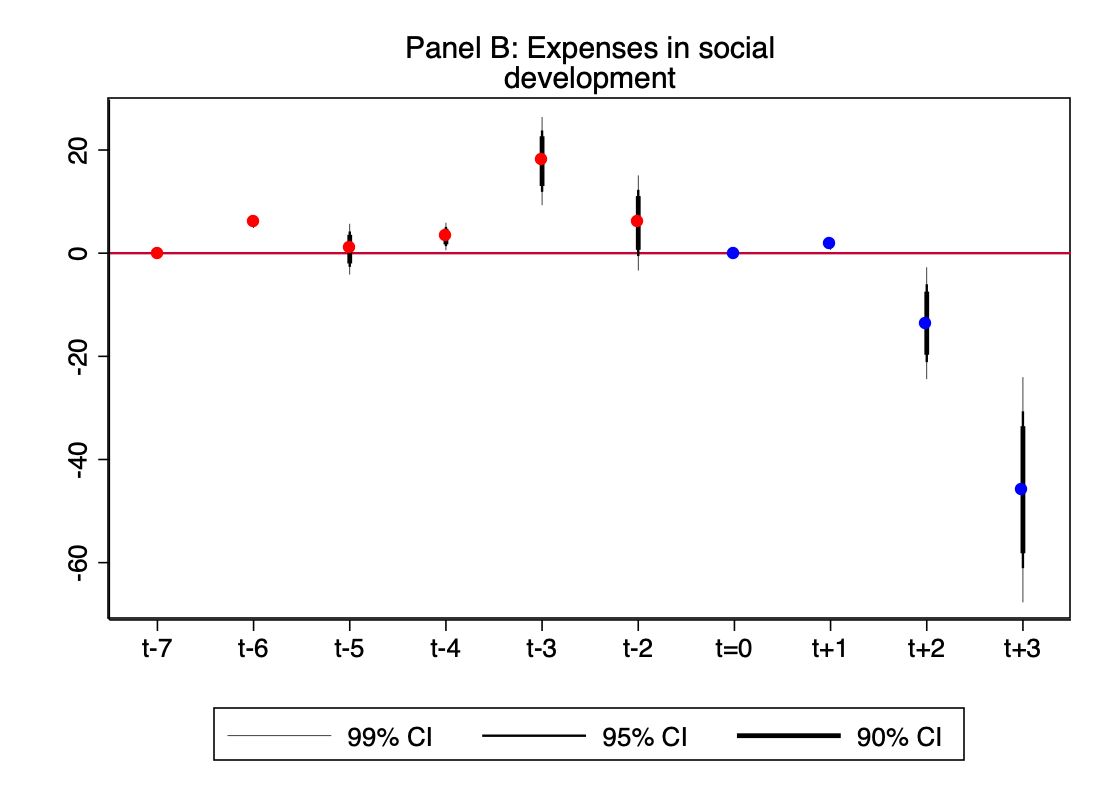 Panel B: Expenses in social
development
20
0
-20
-40
-60
t-7 t-6 t-5 t-4 t-3 t-2 t=0 t+1 t+2 t+3
99% CI 95% CI 90% CI